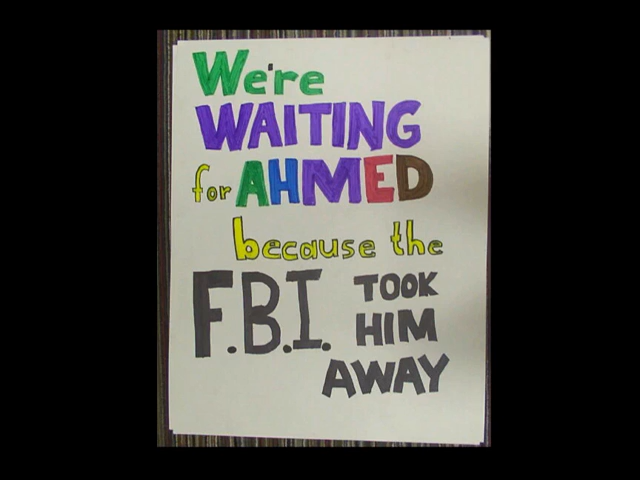 We're
WAITING
for AHMED
because the
F.B.I. TOOK
HIM
AWAY